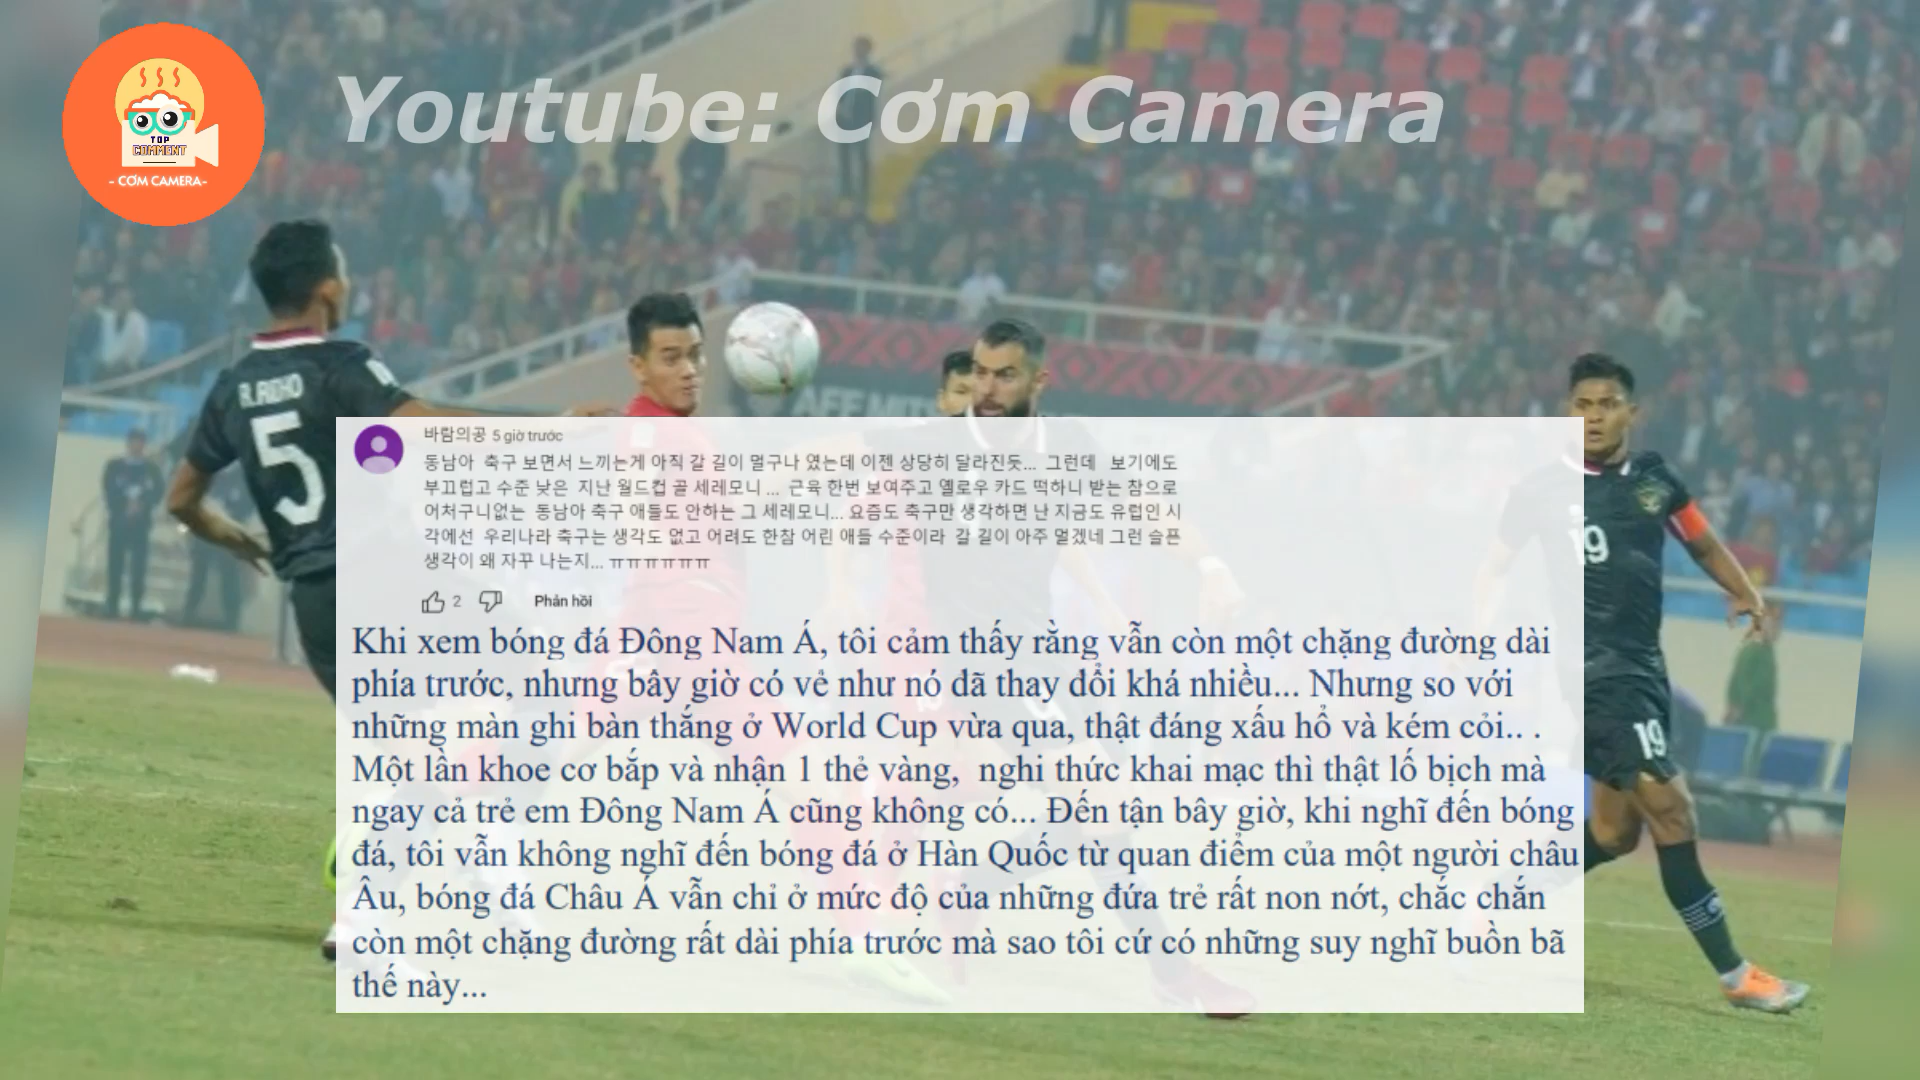 Youtube: Cơm Camera
TOP
COMMENT
- CƠM CAMERA-
R.RIDHO
5
AFF MITS
19
19
바람의공 5 giờ trước
동남아 축구 보면서 느끼는게 아직 갈 길이 멀구나 였는데 이젠 상당히 달라진듯... 그런데 보기에도
부끄럽고 수준 낮은 지난 월드컵 골 세레모니 ... 근육 한번 보여주고 옐로우 카드 떡하니 받는 참으로
어처구니없는 동남아 축구 애들도 안하는 그 세레모니... 요즘도 축구만 생각하면 난 지금도 유럽인 시
각에선 우리나라 축구는 생각도 없고 어려도 한참 어린 애들 수준이라 갈 길이 아주 멀겠네 그런 슬픈
생각이 왜 자꾸 나는지... ㅠㅠㅠㅠㅠㅠ
2 Phản hồi
Khi xem bóng đá Đông Nam Á, tôi cảm thấy rằng vẫn còn một chặng đường dài
phía trước, nhưng bây giờ có vẻ như nó đã thay đổi khá nhiều... Nhưng so với
những màn ghi bàn thắng ở World Cup vừa qua, thật đáng xấu hổ và kém cỏi.. .
Một lần khoe cơ bắp và nhận 1 thẻ vàng, nghi thức khai mạc thì thật lố bịch mà
ngay cả trẻ em Đông Nam Á cũng không có... Đến tận bây giờ, khi nghĩ đến bóng
đá, tôi vẫn không nghĩ đến bóng đá ở Hàn Quốc từ quan điểm của một người châu
Âu, bóng đá Châu Á vẫn chỉ ở mức độ của những đứa trẻ rất non nớt, chắc chắn
còn một chặng đường rất dài phía trước mà sao tôi cứ có những suy nghĩ buồn bã
thế này...